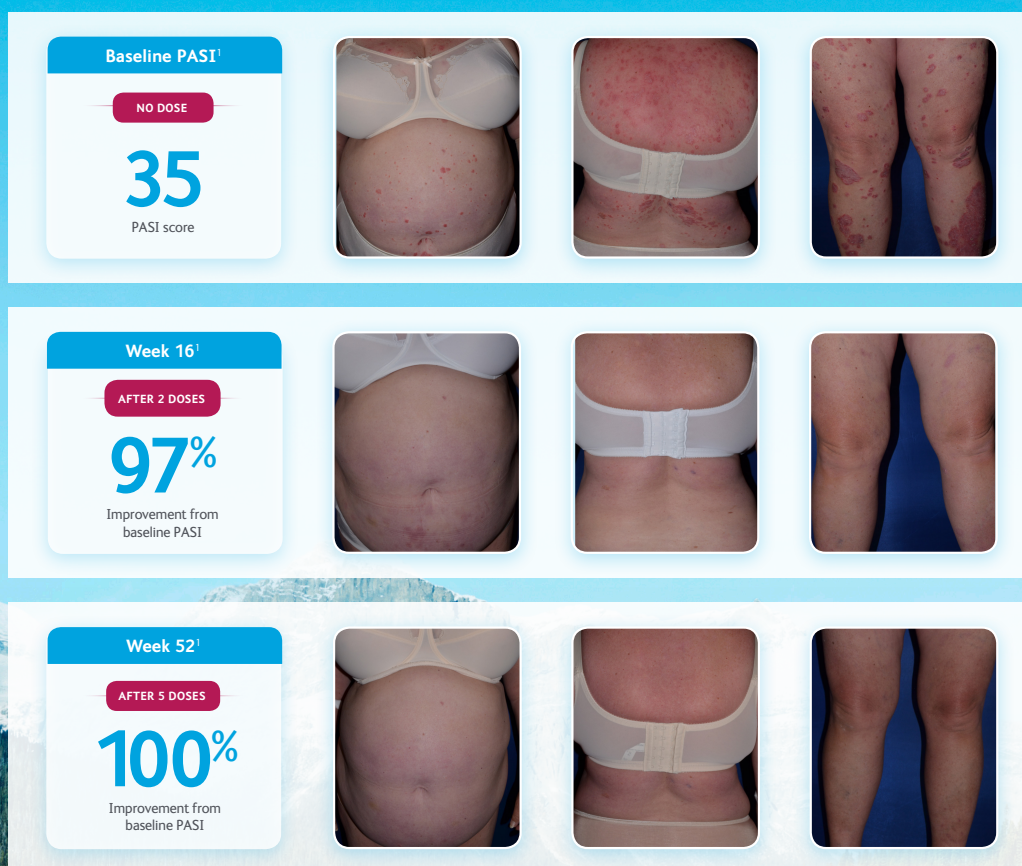 Baseline PASI¹
NO DOSE
35
PASI score
Week 16¹
AFTER 2 DOSES
97%
Improvement from
baseline PASI
Week 52¹
AFTER 5 DOSES
100%
Improvement from
baseline PASI